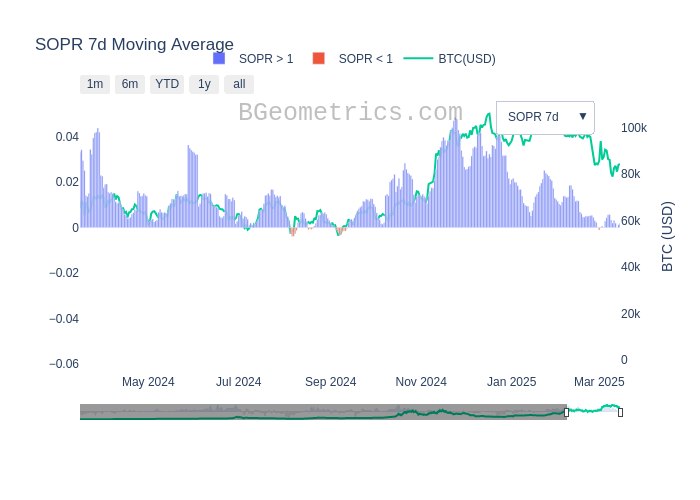 SOPR 7d Moving Average
SOPR > 1 SOPR < 1 BTC(USD)
1m 6m YTD 1y all
BGeometrics.com
SOPR 7d ▼
0.04
0.02
0
−0.02
−0.04
−0.06
100k
80k
60k
40k
20k
0
BTC (USD)
May 2024 Jul 2024 Sep 2024 Nov 2024 Jan 2025 Mar 2025